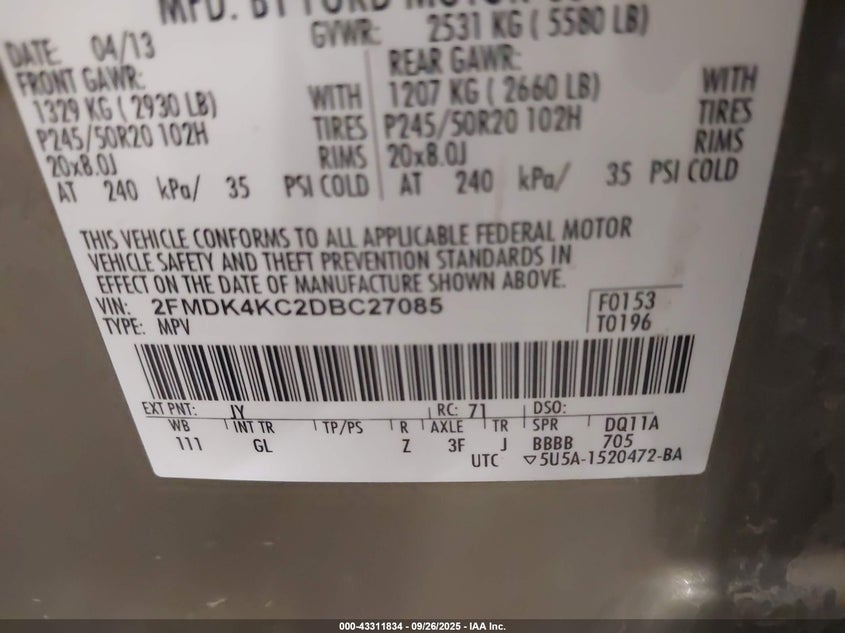 MFD. BY FORD MOTOR
DATE: 04/13 GVWR: 2531 KG ( 5580 LB)
FRONT GAWR: REAR GAWR:
1329 KG ( 2930 LB) WITH 1207 KG ( 2660 LB) WITH
P245/50R20 102H TIRES P245/50R20 102H TIRES
20x8.0J RIMS 20x8.0J RIMS
AT 240 kPa/ 35 PSI COLD AT 240 kPa/ 35 PSI COLD
THIS VEHICLE CONFORMS TO ALL APPLICABLE FEDERAL MOTOR
VEHICLE SAFETY AND THEFT PREVENTION STANDARDS IN
EFFECT ON THE DATE OF MANUFACTURE SHOWN ABOVE.
VIN: 2FMDK4KC2DBC27085 F0153
TYPE: MPV T0196
EXT PNT: JY RC: 71 DSO:
WB INT TR TP/PS R AXLE TR SPR DQ11A
111 GL Z 3F J BBBB 705
UTC ▽5U5A-1520472-BA
000-43311834 - 09/26/2025 - IAA Inc.